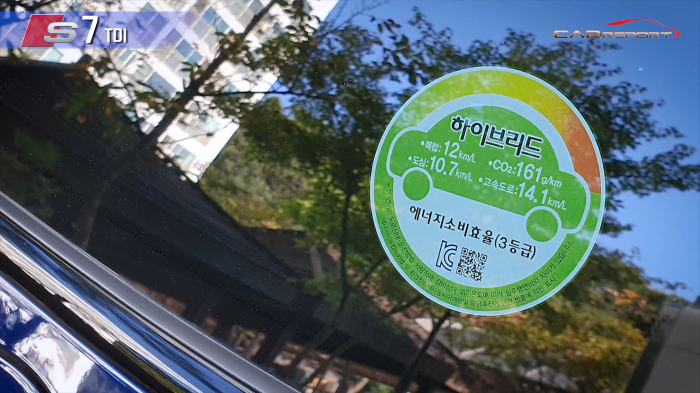 S7 TDI
CARREPORT
하이브리드
•복합:12km/L
•CO2:161g/km
•도심:10.7km/L
•고속도로:14.1km/L
에너지소비효율(3등급)